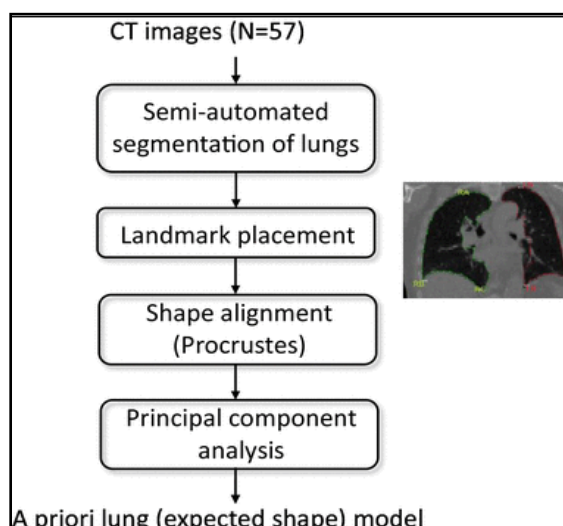 CT images (N=57)
Semi-automated
segmentation of lungs
Landmark placement
Shape alignment
(Procrustes)
Principal component
analysis
A priori lung (expected shape) model
RA